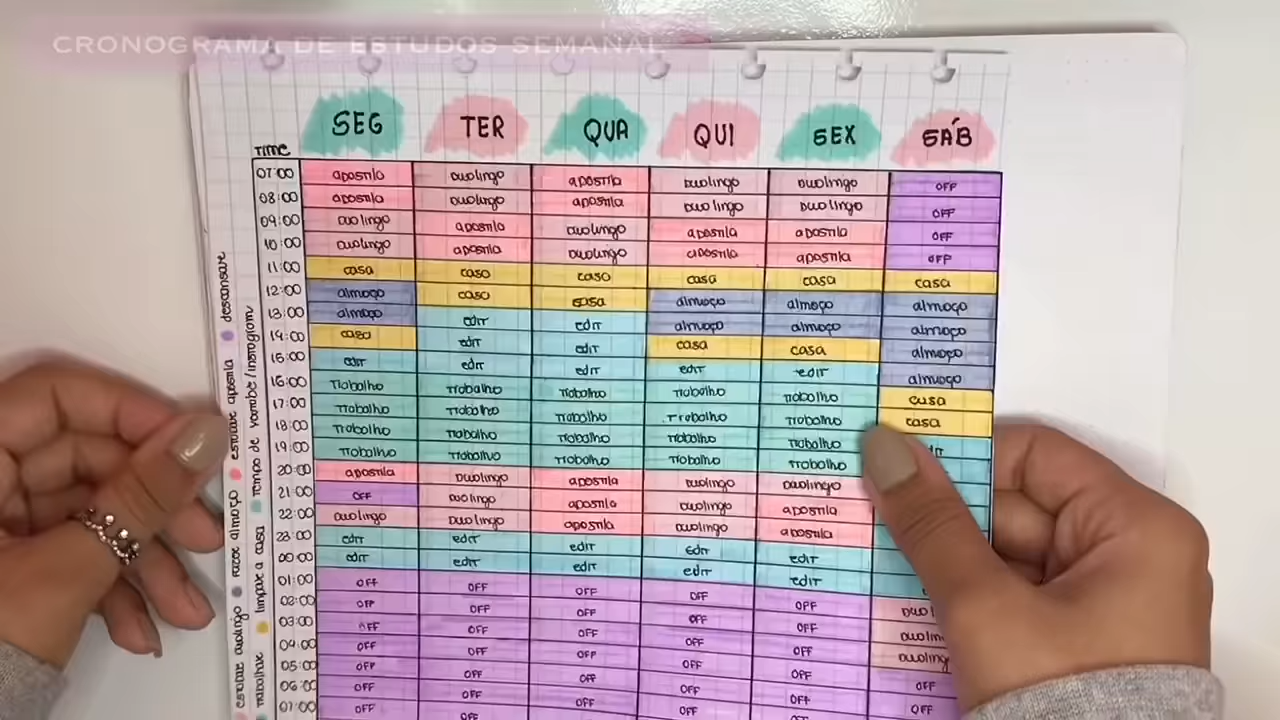 CRONOGRAMA DE ESTUDOS SEMANAL
TIME SEG TER QUA QUI SEX SÁB
07:00 apostila Duolingo apostila Duolingo Duolingo OFF
08:00 apostila Duolingo apostila Duolingo Duolingo OFF
09:00 Duolingo apostila Duolingo apostila apostila OFF
10:00 Duolingo apostila Duolingo apostila apostila OFF
11:00 casa casa casa casa casa casa
12:00 almoço casa casa almoço almoço almoço
13:00 almoço edit edit almoço almoço almoço
14:00 casa edit edit casa casa almoço
15:00 edit edit edit edit edit almoço
16:00 Trabalho Trabalho Trabalho Trabalho Trabalho casa
17:00 Trabalho Trabalho Trabalho Trabalho Trabalho casa
18:00 Trabalho Trabalho Trabalho Trabalho Trabalho
19:00 Trabalho Trabalho Trabalho Trabalho Trabalho
20:00 apostila Duolingo apostila Duolingo Duolingo
21:00 OFF Duolingo apostila Duolingo apostila
22:00 Duolingo Duolingo apostila Duolingo apostila
23:00 edit edit edit edit edit
00:00 edit edit edit edit edit
01:00 OFF OFF OFF OFF OFF
02:00 OFF OFF OFF OFF OFF
03:00 OFF OFF OFF OFF OFF Duolingo
04:00 OFF OFF OFF OFF OFF OFF
05:00 OFF OFF OFF OFF OFF OFF
06:00 OFF OFF OFF OFF OFF
07:00 OFF OFF
estudar duolingo fazer almoço estudar apostila descansar
trabalhar limpar a casa tempo de